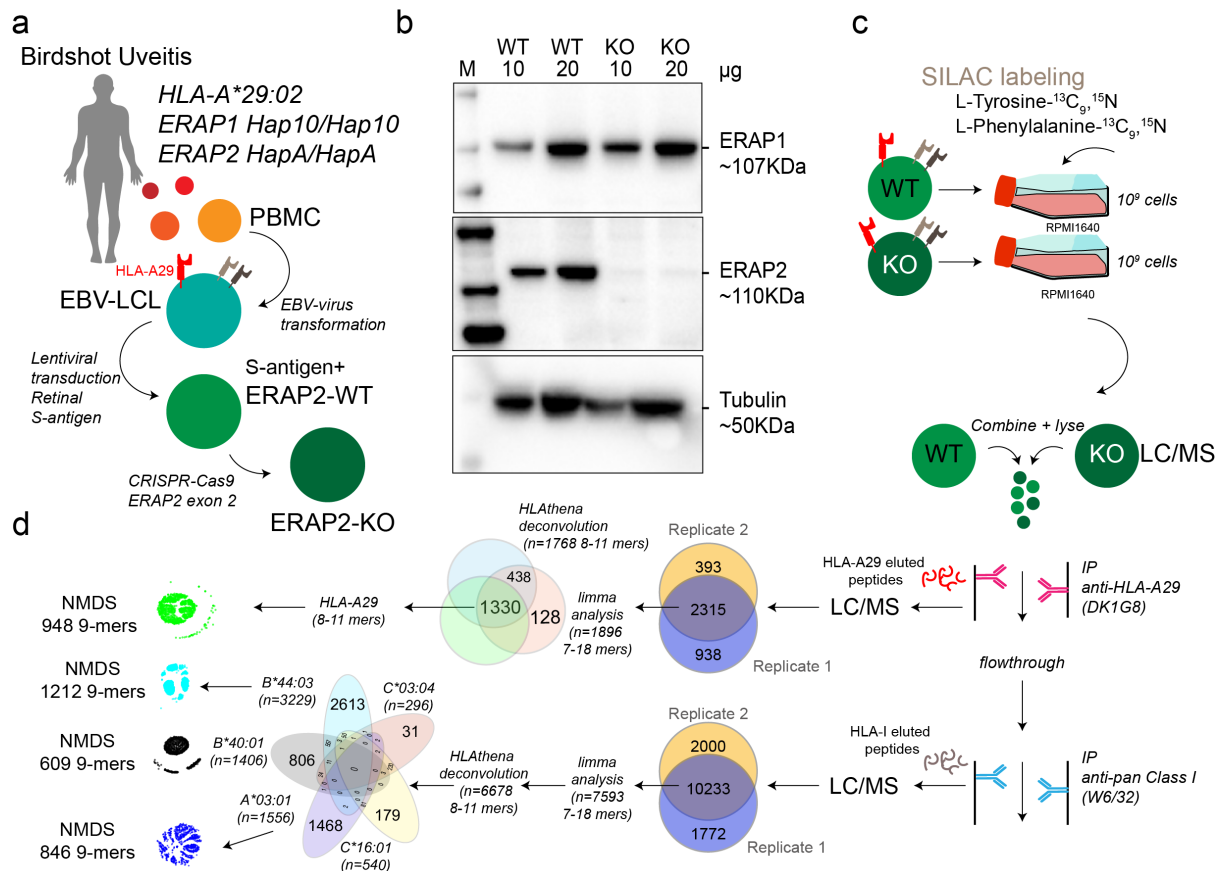 a
Birdshot Uveitis
HLA-A*29:02
ERAP1 Hap10/Hap10
ERAP2 HapA/HapA
PBMC
HLA-A29
EBV-LCL
EBV-virus
transformation
Lentiviral
transduction
Retinal
S-antigen
S-antigen+
ERAP2-WT
CRISPR-Cas9
ERAP2 exon 2
ERAP2-KO
b
WT WT KO KO
M 10 20 10 20 µg
ERAP1
~107KDa
ERAP2
~110KDa
Tubulin
~50KDa
c
SILAC labeling
L-Tyrosine-¹³C₉,¹⁵N
L-Phenylalanine-¹³C₉,¹⁵N
WT
10⁹ cells
RPMI1640
KO
10⁹ cells
RPMI1640
Combine + lyse
WT
KO
LC/MS
d
HLAthena
deconvolution
(n=1768 8-11 mers)
438
1330
128
NMDS
948 9-mers
HLA-A29
(8-11 mers)
limma
analysis
(n=1896
7-18 mers)
Replicate 2
393
2315
938
Replicate 1
HLA-A29 eluted
peptides
LC/MS
IP
anti-HLA-A29
(DK1G8)
flowthrough
NMDS
1212 9-mers
B*44:03
(n=3229)
NMDS
609 9-mers
B*40:01
(n=1406)
NMDS
846 9-mers
A*03:01
(n=1556)
2613
C*03:04
(n=296)
31
806
0
179
1468
C*16:01
(n=540)
HLAthena
deconvolution
(n=6678
8-11 mers)
limma
analysis
(n=7593
7-18 mers)
Replicate 2
2000
10233
1772
Replicate 1
HLA-I eluted
peptides
LC/MS
IP
anti-pan Class I
(W6/32)